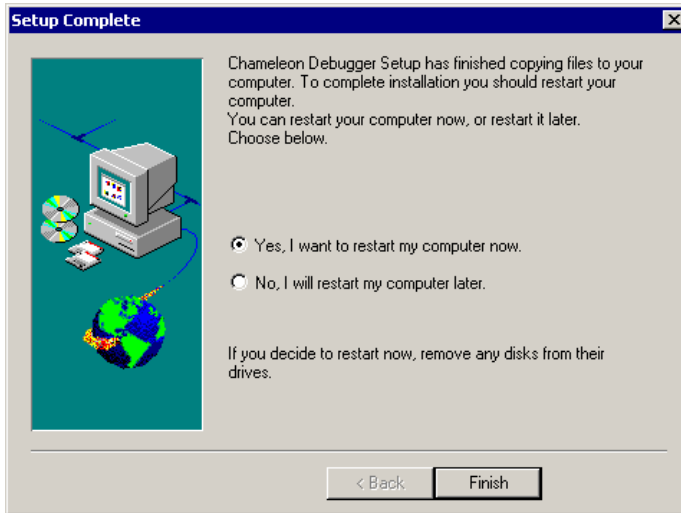 Setup Complete
Chameleon Debugger Setup has finished copying files to your
computer. To complete installation you should restart your
computer.
You can restart your computer now, or restart it later.
Choose below.
Yes, I want to restart my computer now.
No, I will restart my computer later.
If you decide to restart now, remove any disks from their
drives.
< Back
Finish